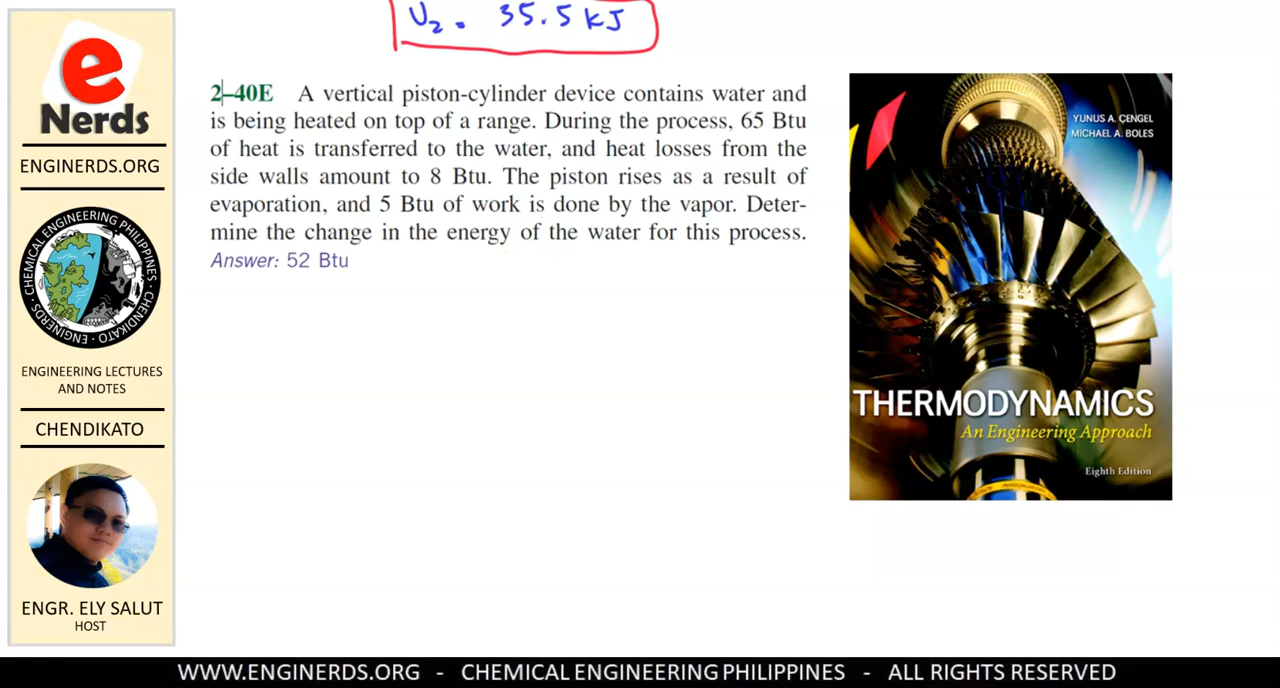 U₂ = 35.5 kJ
e
Nerds
ENGINERDS.ORG
CHEMICAL ENGINEERING PHILIPPINES · CHENDIKATO · ENGINERDS.ORG ·
ENGINEERING LECTURES
AND NOTES
CHENDIKATO
ENGR. ELY SALUT
HOST
2–40E A vertical piston-cylinder device contains water and
is being heated on top of a range. During the process, 65 Btu
of heat is transferred to the water, and heat losses from the
side walls amount to 8 Btu. The piston rises as a result of
evaporation, and 5 Btu of work is done by the vapor. Deter-
mine the change in the energy of the water for this process.
Answer: 52 Btu
YUNUS A. ÇENGEL
MICHAEL A. BOLES
THERMODYNAMICS
An Engineering Approach
Eighth Edition
WWW.ENGINERDS.ORG - CHEMICAL ENGINEERING PHILIPPINES - ALL RIGHTS RESERVED